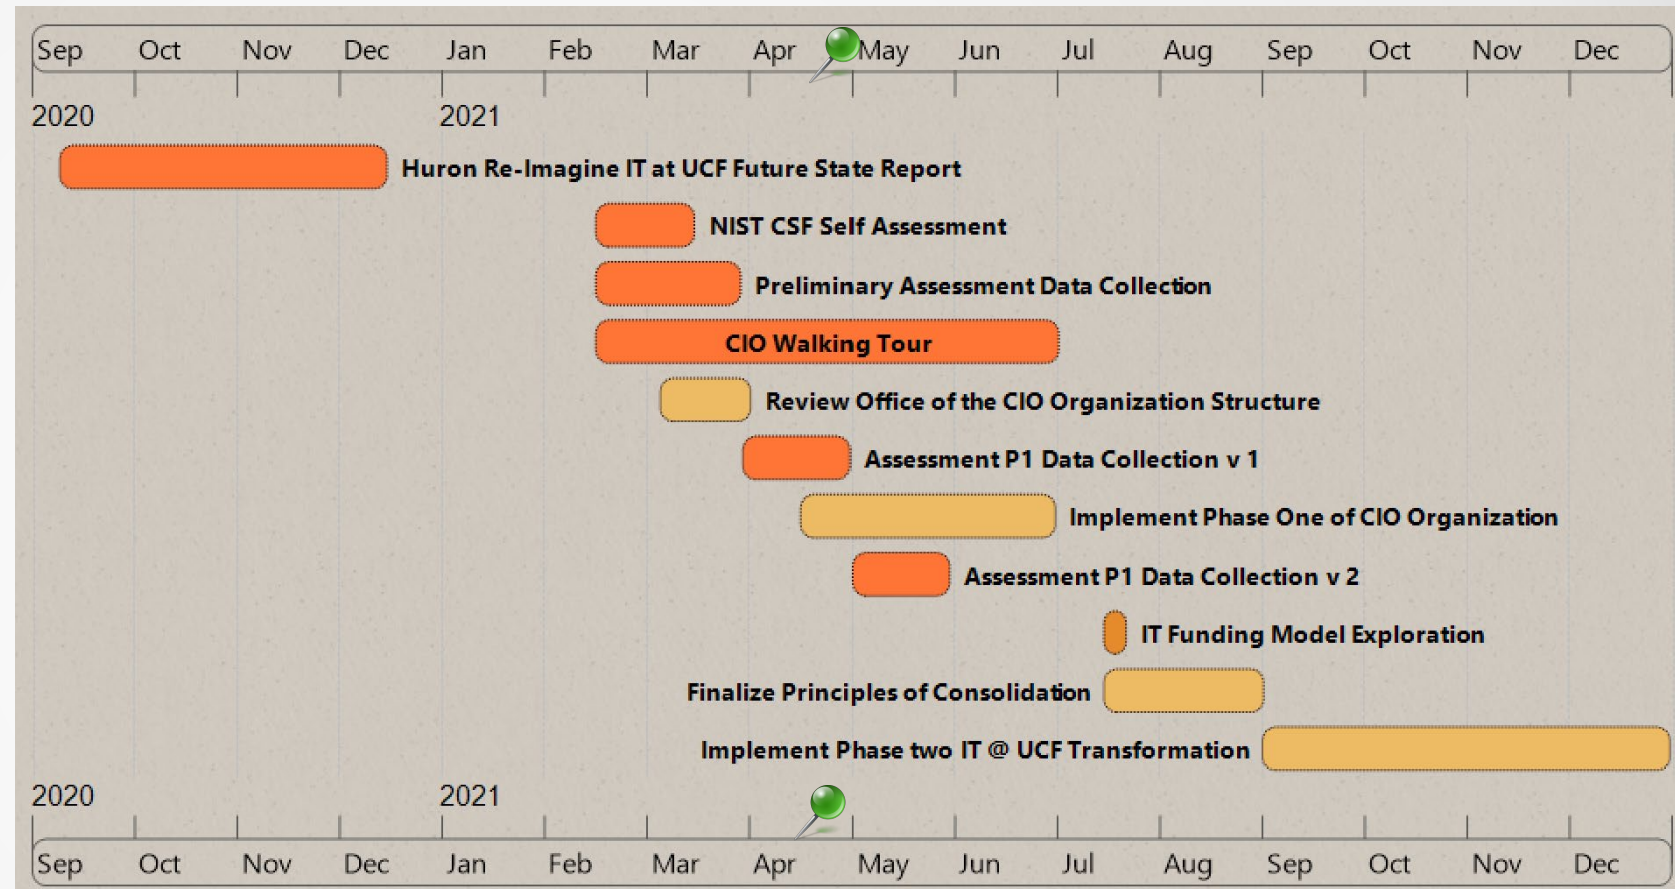 Sep Oct Nov Dec Jan Feb Mar Apr May Jun Jul Aug Sep Oct Nov Dec
2020 2021
Huron Re-Imagine IT at UCF Future State Report
NIST CSF Self Assessment
Preliminary Assessment Data Collection
CIO Walking Tour
Review Office of the CIO Organization Structure
Assessment P1 Data Collection v 1
Implement Phase One of CIO Organization
Assessment P1 Data Collection v 2
IT Funding Model Exploration
Finalize Principles of Consolidation
Implement Phase two IT @ UCF Transformation
2020 2021
Sep Oct Nov Dec Jan Feb Mar Apr May Jun Jul Aug Sep Oct Nov Dec